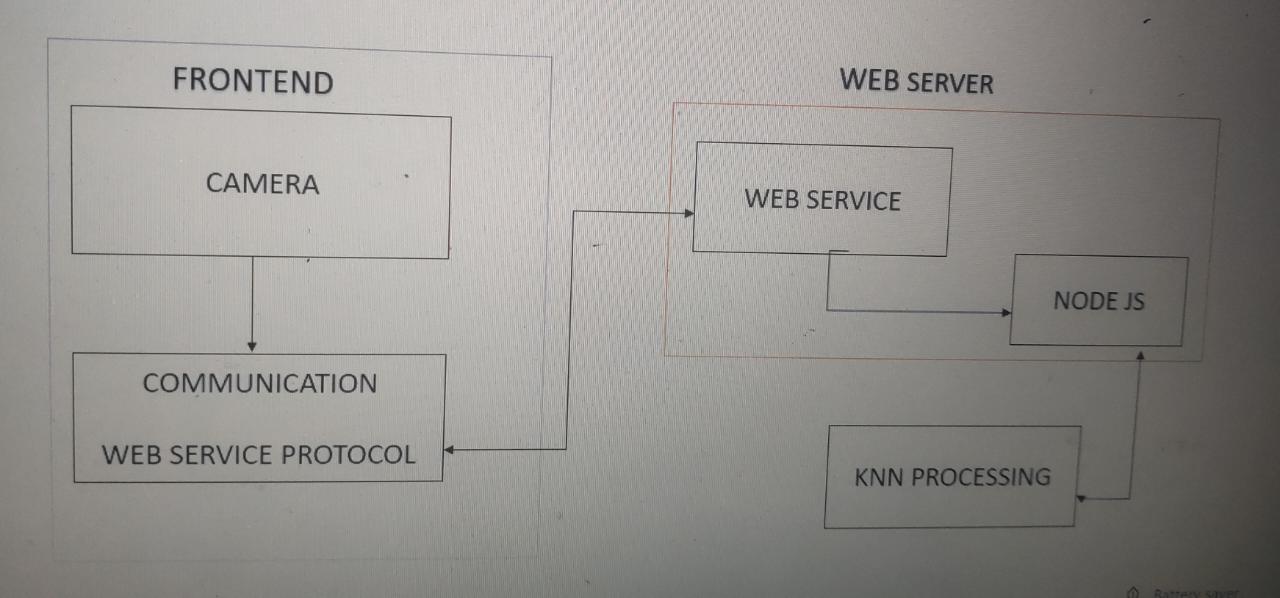 FRONTEND
CAMERA
COMMUNICATION
WEB SERVICE PROTOCOL
WEB SERVER
WEB SERVICE
NODE JS
KNN PROCESSING
Battery saver